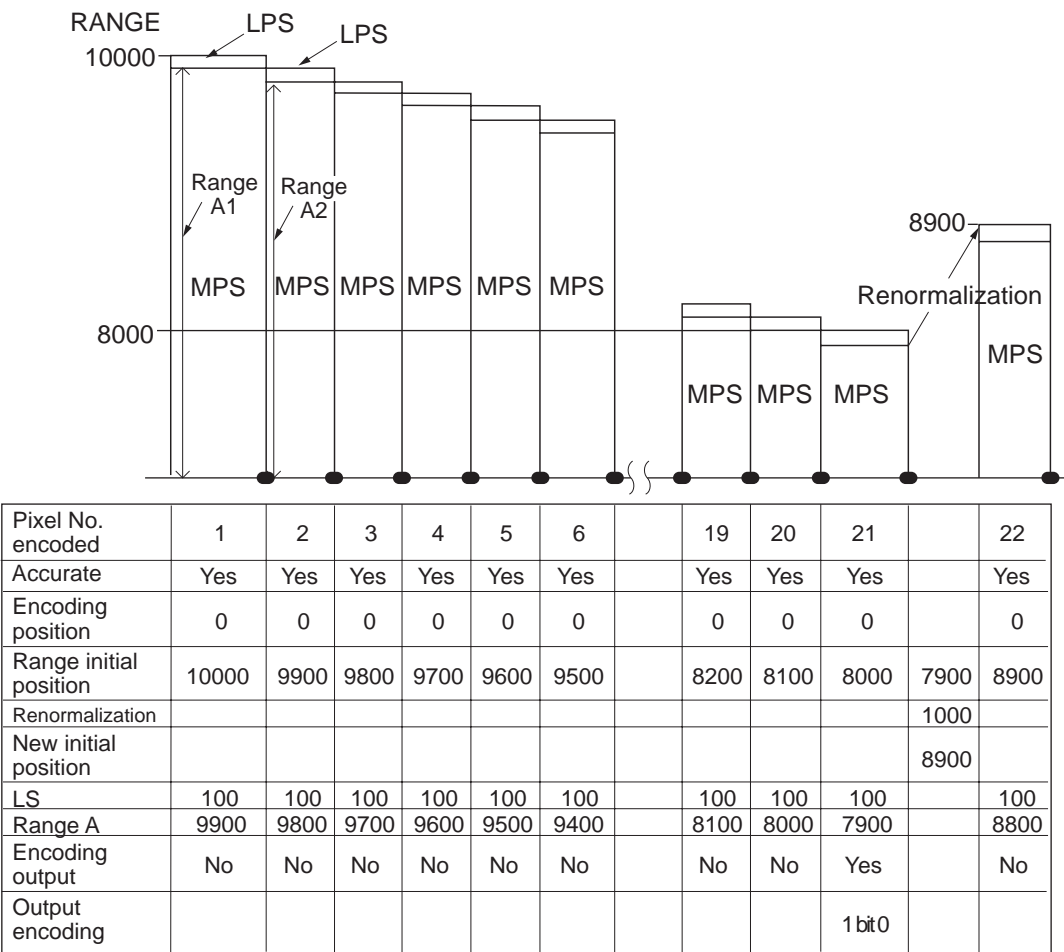 RANGE
LPS
LPS
10000
Range
A1
Range
A2
8900
MPS
MPS
MPS
MPS
MPS
MPS
Renormalization
8000
MPS
MPS
MPS
MPS
Pixel No. encoded 1 2 3 4 5 6 19 20 21 22
Accurate Yes Yes Yes Yes Yes Yes Yes Yes Yes Yes
Encoding position 0 0 0 0 0 0 0 0 0 0
Range initial position 10000 9900 9800 9700 9600 9500 8200 8100 8000 7900 8900
Renormalization 1000
New initial position 8900
LS 100 100 100 100 100 100 100 100 100 100
Range A 9900 9800 9700 9600 9500 9400 8100 8000 7900 8800
Encoding output No No No No No No No No Yes No
Output encoding 1bit0